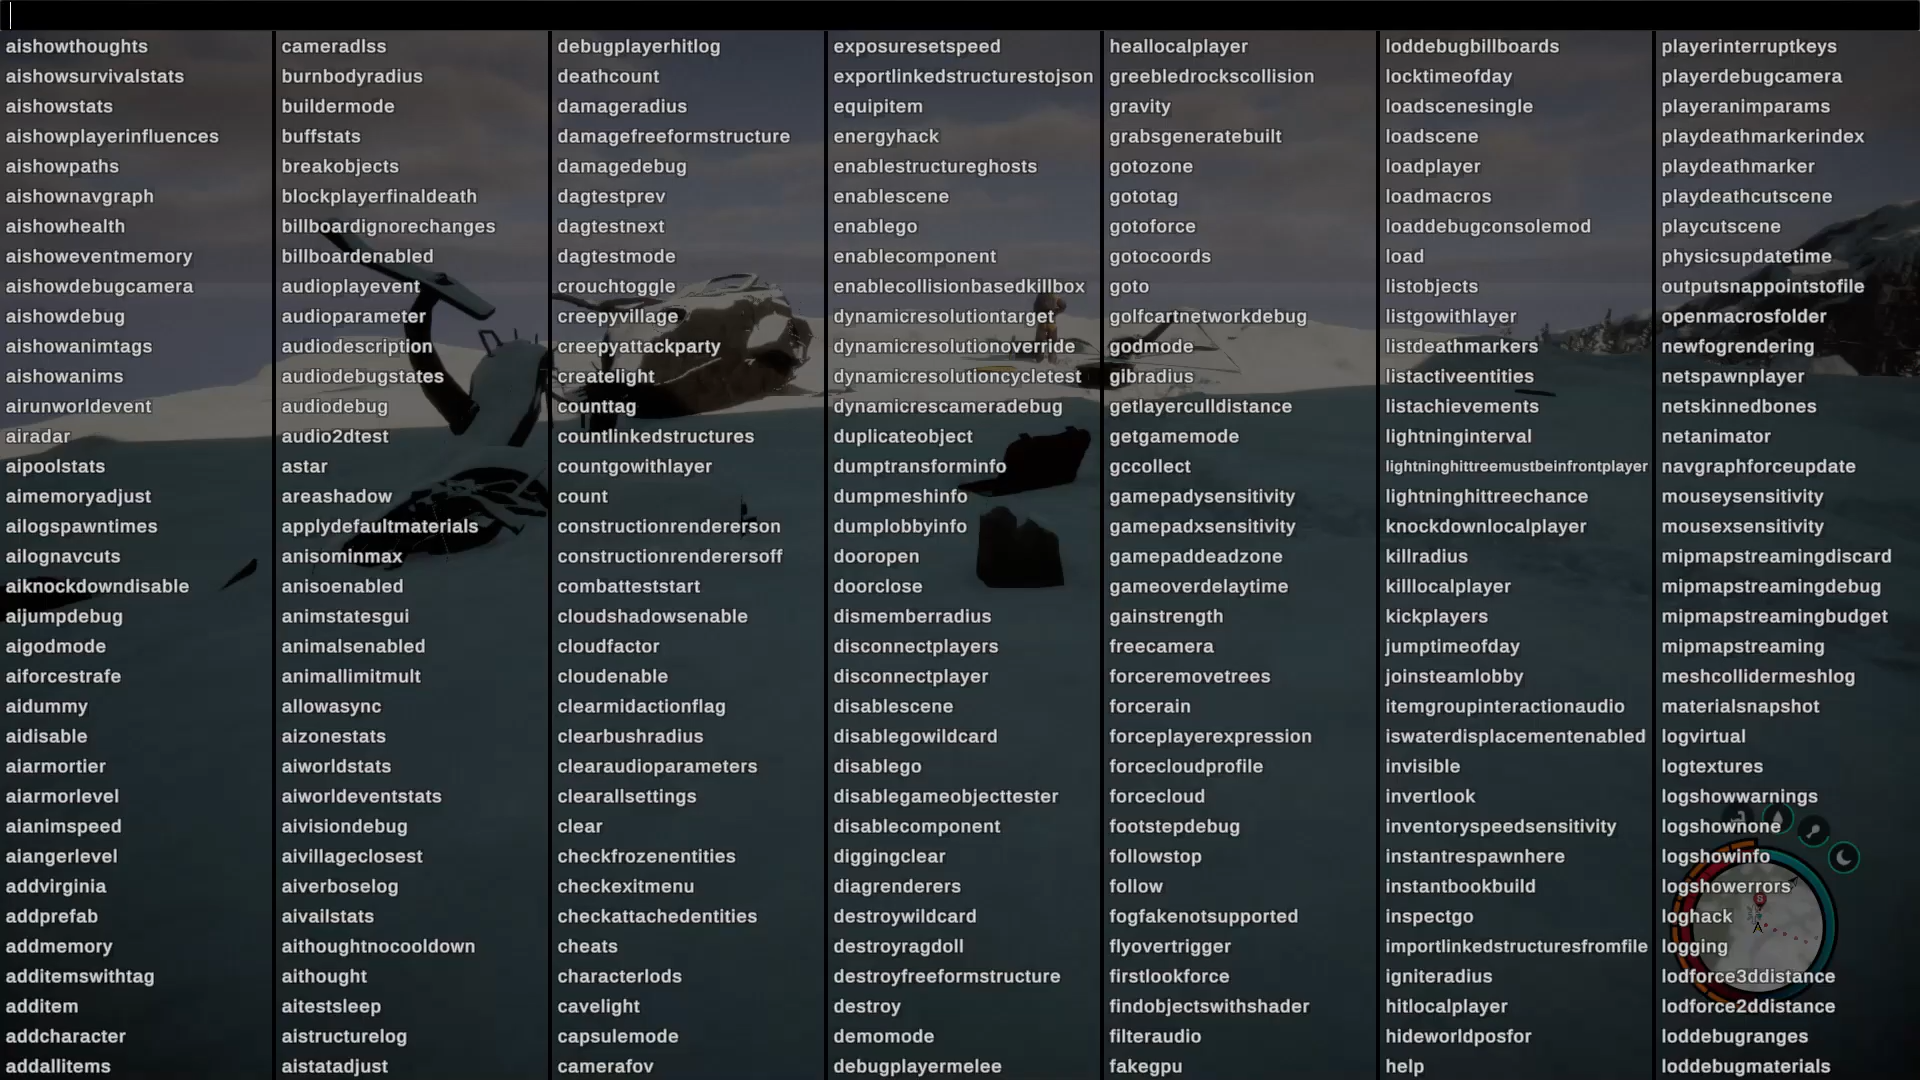 aishowthoughts
aishowsurvivalstats
aishowstats
aishowplayerinfluences
aishowpaths
aishownavgraph
aishowhealth
aishoweventmemory
aishowdebugcamera
aishowdebug
aishowanimtags
aishowanims
airunworldevent
airadar
aipoolstats
aimemoryadjust
ailogspawntimes
ailognavcuts
aiknockdowndisable
aijumpdebug
aigodmode
aiforcestrafe
aidummy
aidisable
aiarmortier
aiarmorlevel
aianimspeed
aiangerlevel
addvirginia
addprefab
addmemory
additemswithtag
additem
addcharacter
addallitems
cameradlss
burnbodyradius
buildermode
buffstats
breakobjects
blockplayerfinaldeath
billboardignorechanges
billboardenabled
audioplayevent
audioparameter
audiodescription
audiodebugstates
audiodebug
audio2dtest
astar
areashadow
applydefaultmaterials
anisominmax
anisoenabled
animstatesgui
animalsenabled
animallimitmult
allowasync
aizonestats
aiworldstats
aiworldeventstats
aivisiondebug
aivillageclosest
aiverboselog
aivailstats
aithoughtnocooldown
aithought
aitestsleep
aistructurelog
aistatadjust
debugplayerhitlog
deathcount
damageradius
damagefreeformstructure
damagedebug
dagtestprev
dagtestnext
dagtestmode
crouchtoggle
creepyvillage
creepyattackparty
createlight
counttag
countlinkedstructures
countgowithlayer
count
constructionrendererson
constructionrenderersoff
combatteststart
cloudshadowsenable
cloudfactor
cloudenable
clearmidactionflag
clearbushradius
clearaudioparameters
clearallsettings
clear
checkfrozenentities
checkexitmenu
checkattachedentities
cheats
characterlods
cavelight
capsulemode
camerafov
exposuresetspeed
exportlinkedstructurestojson
equipitem
energyhack
enablestructureghosts
enablescene
enablego
enablecomponent
enablecollisionbasedkillbox
dynamicresolutiontarget
dynamicresolutionoverride
dynamicresolutioncycletest
dynamicrescameradebug
duplicateobject
dumptransforminfo
dumpmeshinfo
dumplobbyinfo
dooropen
doorclose
dismemberradius
disconnectplayers
disconnectplayer
disablescene
disablegowildcard
disablego
disablegameobjecttester
disablecomponent
diggingclear
diagrenderers
destroywildcard
destroyragdoll
destroyfreeformstructure
destroy
demomode
debugplayermelee
heallocalplayer
greebledrockscollision
gravity
grabsgeneratebuilt
gotozone
gototag
gotoforce
gotocoords
goto
golfcartnetworkdebug
godmode
gibradius
getlayerculldistance
getgamemode
gccollect
gamepadysensitivity
gamepadxsensitivity
gamepaddeadzone
gameoverdelaytime
gainstrength
freecamera
forceremovetrees
forcerain
forceplayerexpression
forcecloudprofile
forcecloud
footstepdebug
followstop
follow
fogfakenotsupported
flyovertrigger
firstlookforce
findobjectswithshader
filteraudio
fakegpu
loddebugbillboards
locktimeofday
loadscenesingle
loadscene
loadplayer
loadmacros
loaddebugconsolemod
load
listobjects
listgowithlayer
listdeathmarkers
listactiveentities
listachievements
lightninginterval
lightninghittreemustbeinfrontplayer
lightninghittreechance
knockdownlocalplayer
killradius
killlocalplayer
kickplayers
jumptimeofday
joinsteamlobby
itemgroupinteractionaudio
iswaterdisplacementenabled
invisible
invertlook
inventoryspeedsensitivity
instantrespawnhere
instantbookbuild
inspectgo
importlinkedstructuresfromfile
igniteradius
hitlocalplayer
hideworldposfor
help
playerinterruptkeys
playerdebugcamera
playeranimparams
playdeathmarkerindex
playdeathmarker
playdeathcutscene
playcutscene
physicsupdatetime
outputsnappointstofile
openmacrosfolder
newfogrendering
netspawnplayer
netskinnedbones
netanimator
navgraphforceupdate
mouseysensitivity
mousexsensitivity
mipmapstreamingdiscard
mipmapstreamingdebug
mipmapstreamingbudget
mipmapstreaming
meshcollidermeshlog
materialsnapshot
logvirtual
logtextures
logshowwarnings
logshownone
logshowinfo
logshowerrors
loghack
logging
lodforce3ddistance
lodforce2ddistance
loddebugranges
loddebugmaterials